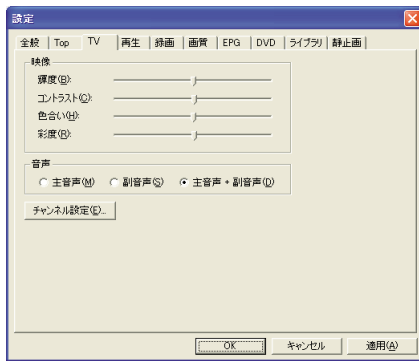 設定
全般 Top TV 再生 録画 画質 EPG DVD ライブラリ 静止画
映像
輝度(B):
コントラスト(C):
色合い(H):
彩度(R):
音声
主音声(M) 副音声(S) 主音声 + 副音声(D)
チャンネル設定(E)...
OK キャンセル 適用(A)